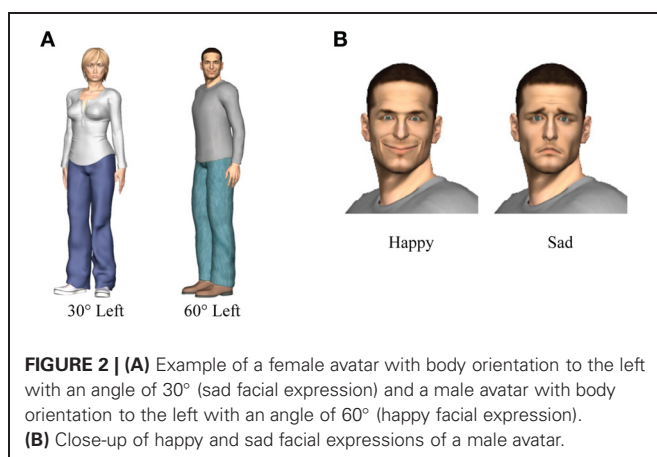 A
B
30° Left
60° Left
Happy
Sad
FIGURE 2 | (A) Example of a female avatar with body orientation to the left
with an angle of 30° (sad facial expression) and a male avatar with body
orientation to the left with an angle of 60° (happy facial expression).
(B) Close-up of happy and sad facial expressions of a male avatar.